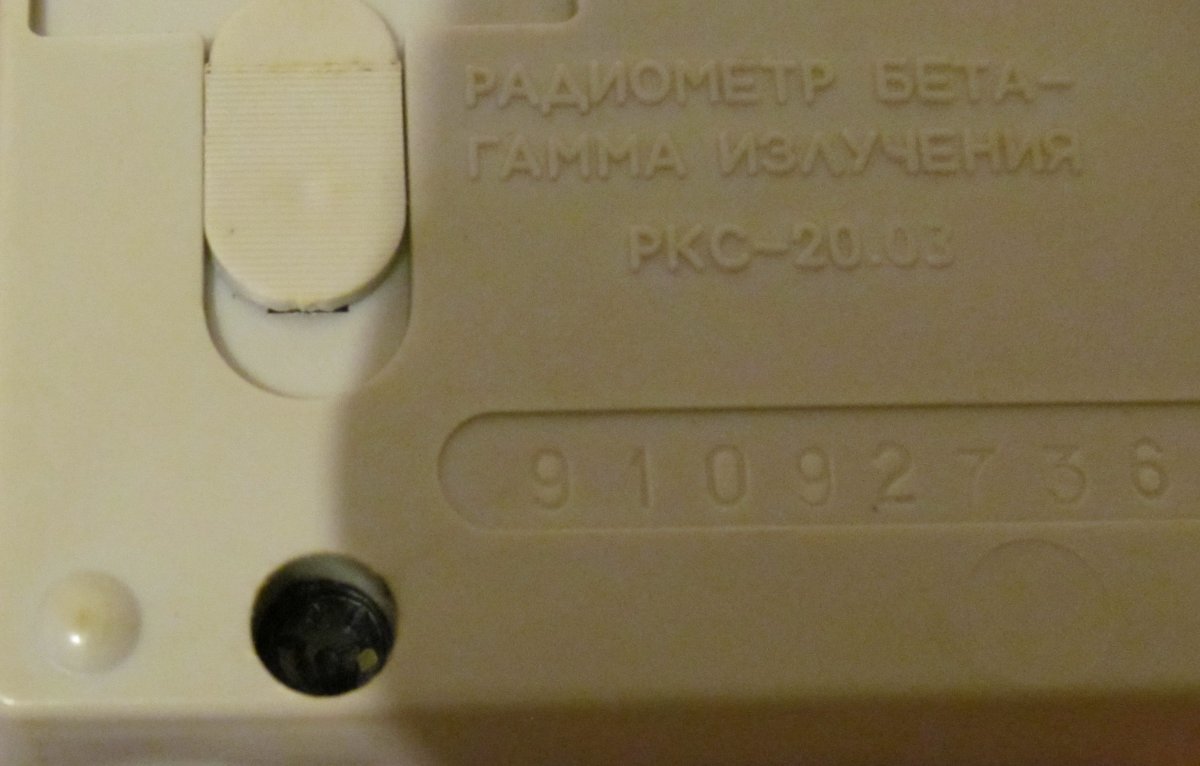 РАДИОМЕТР БЕТА-
ГАММА ИЗЛУЧЕНИЯ
РКС-20.03
91092736